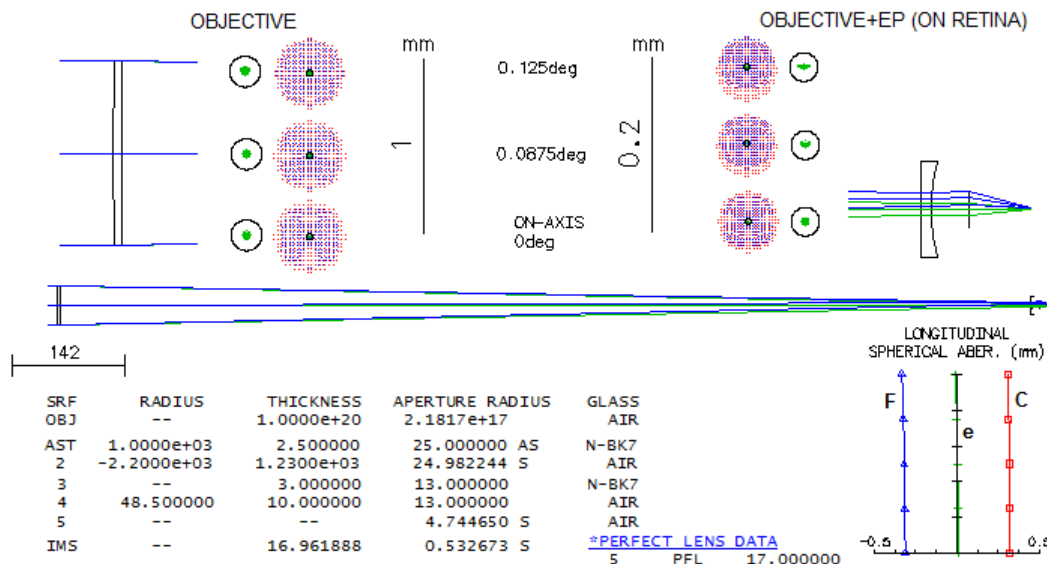 OBJECTIVE
OBJECTIVE+EP (ON RETINA)
mm
mm
0.125deg
1
0.0875deg
0.2
ON-AXIS
0deg
142
LONGITUDINAL
SPHERICAL ABER. (mm)
F
C
e
-0.5
0.5
SRF RADIUS THICKNESS APERTURE RADIUS GLASS
OBJ -- 1.0000e+20 2.1817e+17 AIR
AST 1.0000e+03 2.500000 25.000000 AS N-BK7
2 -2.2000e+03 1.2300e+03 24.982244 S AIR
3 -- 3.000000 13.000000 N-BK7
4 48.500000 10.000000 13.000000 AIR
5 -- -- 4.744650 S AIR
IMS -- 16.961888 0.532673 S
*PERFECT LENS DATA
5 PFL 17.000000